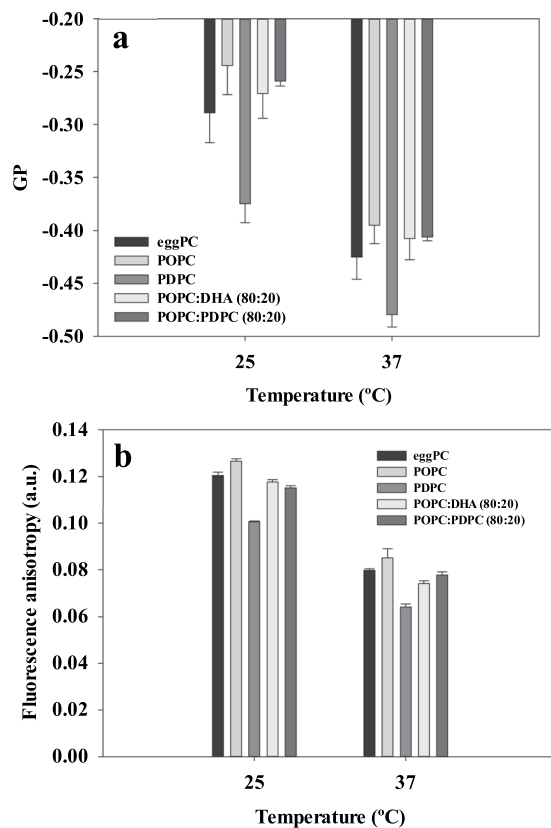 -0.20
a
-0.25
-0.30
GP
-0.35
-0.40
-0.45
-0.50
eggPC
POPC
PDPC
POPC:DHA (80:20)
POPC:PDPC (80:20)
25 37
Temperature (ºC)
0.14
b
0.12
0.10
0.08
0.06
0.04
0.02
0.00
Fluorescence anisotropy (a.u.)
eggPC
POPC
PDPC
POPC:DHA (80:20)
POPC:PDPC (80:20)
25 37
Temperature (ºC)